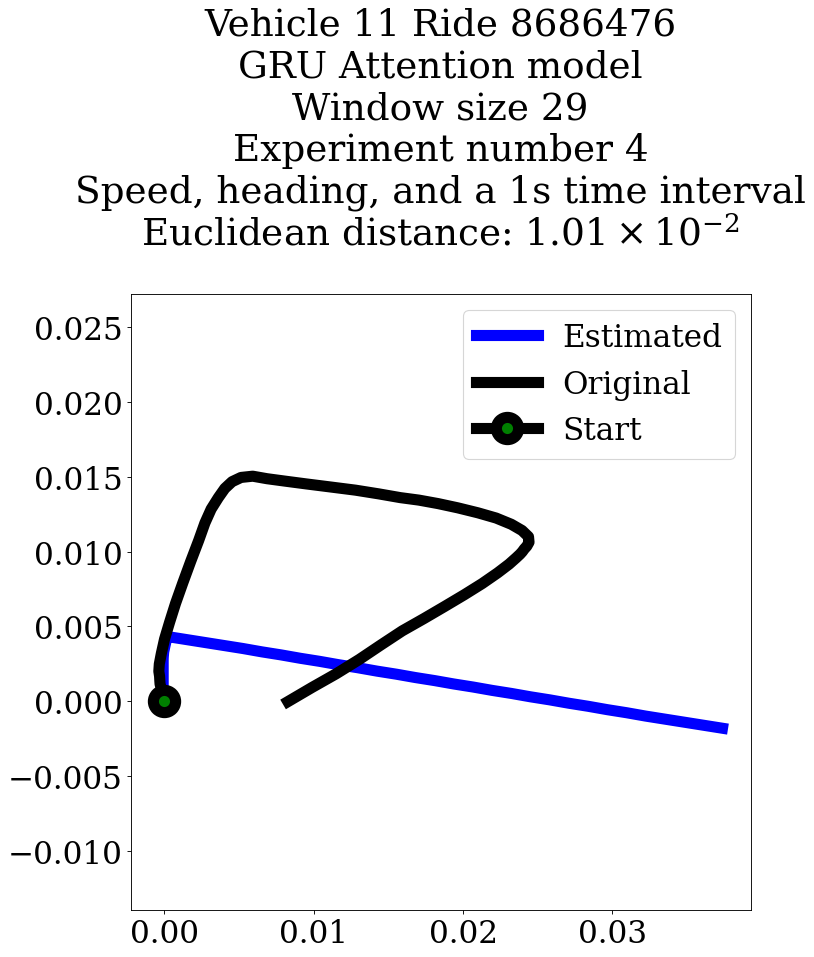 Vehicle 11 Ride 8686476
GRU Attention model
Window size 29
Experiment number 4
Speed, heading, and a 1s time interval
Euclidean distance: 1.01 × 10⁻²
Estimated
Original
Start
0.025
0.020
0.015
0.010
0.005
0.000
−0.005
−0.010
0.00 0.01 0.02 0.03